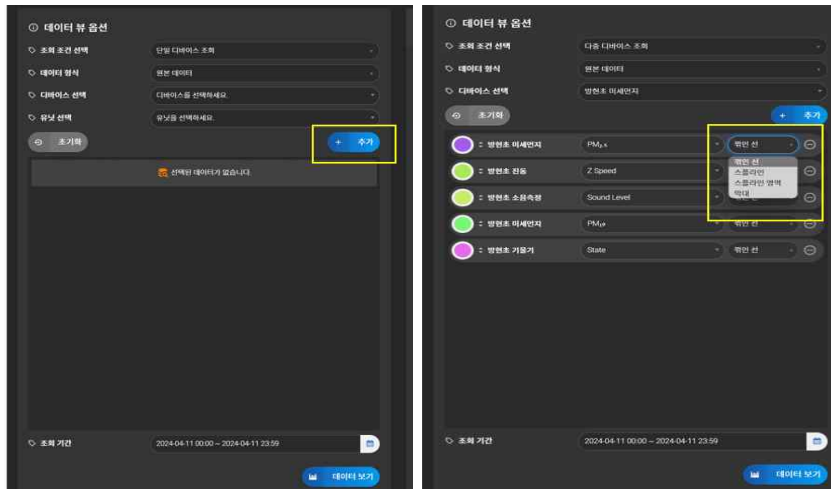 데이터 뷰 옵션
조회 조건 선택 단일 디바이스 조회
데이터 형식 원본 데이터
디바이스 선택 디바이스를 선택하세요.
유닛 선택 유닛을 선택하세요.
초기화 + 추가
선택된 데이터가 없습니다.
조회 기간 2024-04-11 00:00 ~ 2024-04-11 23:59
데이터 보기
데이터 뷰 옵션
조회 조건 선택 다중 디바이스 조회
데이터 형식 원본 데이터
디바이스 선택 방현초 미세먼지
초기화 + 추가
방현초 미세먼지 PM₂.₅ 꺾인 선
꺾인 선
스플라인
스플라인 영역
막대
방현초 진동 Z Speed
방현초 소음측정 Sound Level
방현초 미세먼지 PM₁₀ 꺾인 선
방현초 기울기 State 꺾인 선
조회 기간 2024-04-11 00:00 ~ 2024-04-11 23:59
데이터 보기